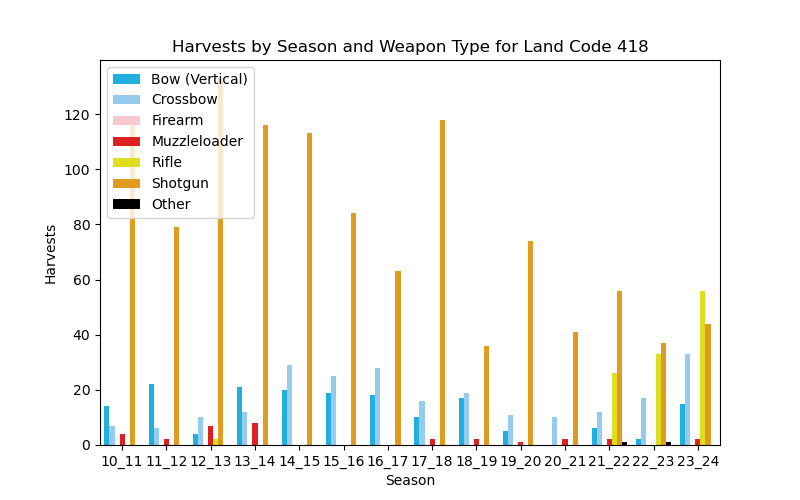 Harvests by Season and Weapon Type for Land Code 418
Bow (Vertical)
Crossbow
Firearm
Muzzleloader
Rifle
Shotgun
Other
120
100
80
60
40
20
0
Harvests
10_11 11_12 12_13 13_14 14_15 15_16 16_17 17_18 18_19 19_20 20_21 21_22 22_23 23_24
Season